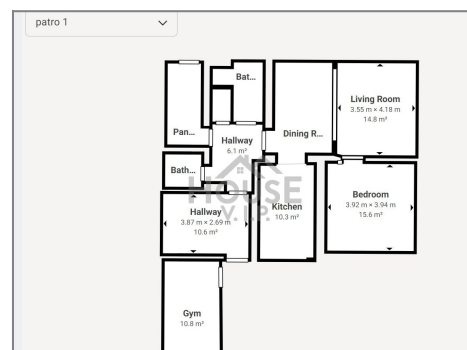 patro 1
Bat...
Living Room
3.55 m × 4.18 m
14.8 m²
Pan...
Dining R...
Hallway
6.1 m²
Bath...
HOUSE
V.I.P.
Bedroom
3.92 m × 3.94 m
15.6 m²
Kitchen
10.3 m²
Hallway
3.87 m × 2.69 m
10.6 m²
Gym
10.8 m²